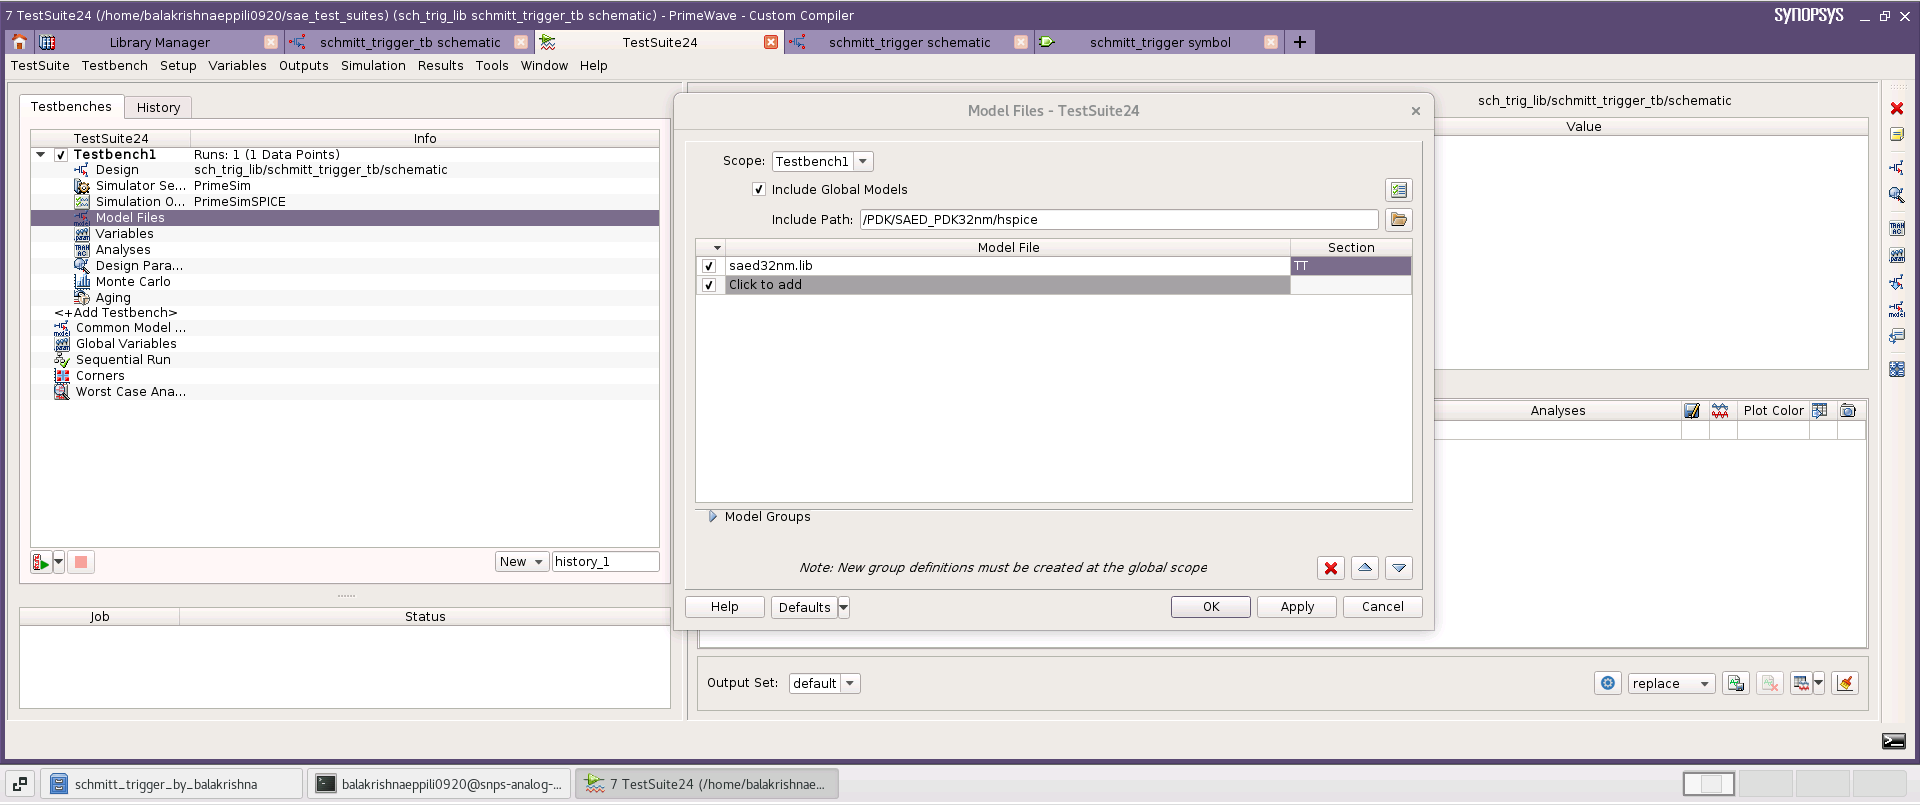 7 TestSuite24 (/home/balakrishnaeppili0920/sae_test_suites) (sch_trig_lib schmitt_trigger_tb schematic) - PrimeWave - Custom Compiler
SYNOPSYS
Library Manager
schmitt_trigger_tb schematic
TestSuite24
schmitt_trigger schematic
schmitt_trigger symbol
TestSuite Testbench Setup Variables Outputs Simulation Results Tools Window Help
Testbenches History
TestSuite24 Info
Testbench1 Runs: 1 (1 Data Points)
Design sch_trig_lib/schmitt_trigger_tb/schematic
Simulator Se... PrimeSim
Simulation O... PrimeSimSPICE
Model Files
Variables
Analyses
Design Para...
Monte Carlo
Aging
<+Add Testbench>
Common Model ...
Global Variables
Sequential Run
Corners
Worst Case Ana...
New history_1
Job Status
Model Files - TestSuite24
Scope: Testbench1
Include Global Models
Include Path: /PDK/SAED_PDK32nm/hspice
Model File Section
saed32nm.lib TT
Click to add
Model Groups
Note: New group definitions must be created at the global scope
Help Defaults OK Apply Cancel
sch_trig_lib/schmitt_trigger_tb/schematic
Value
Analyses Plot Color
Output Set: default replace
schmitt_trigger_by_balakrishna
balakrishnaeppili0920@snps-analog-...
7 TestSuite24 (/home/balakrishnae...